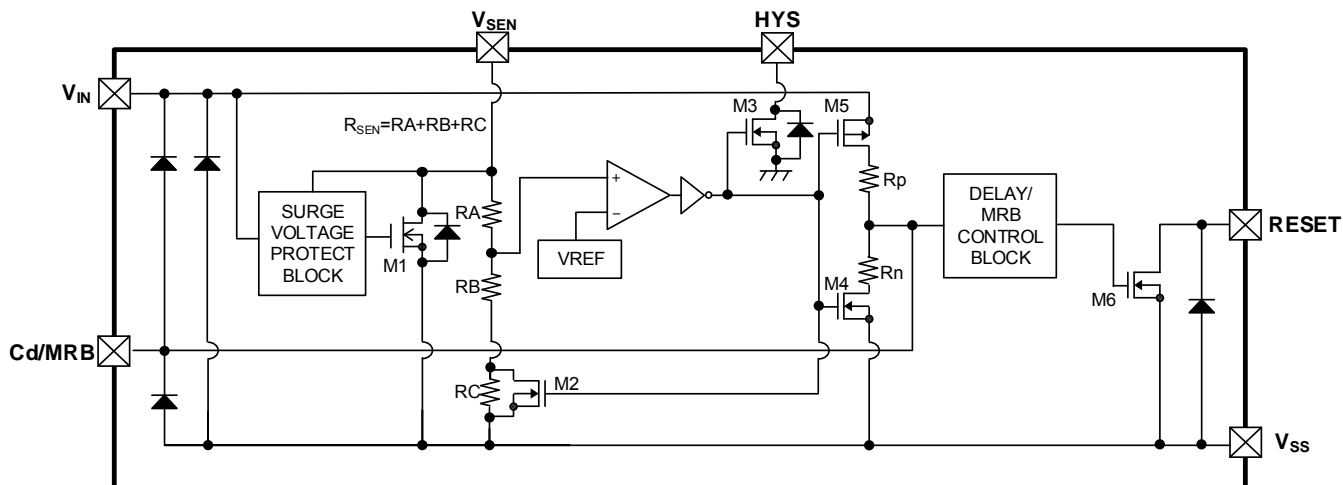 VSEN
HYS
VIN
RSEN=RA+RB+RC
M3
M5
Rp
SURGE
VOLTAGE
PROTECT
BLOCK
M1
RA
+
−
VREF
RB
DELAY/
MRB
CONTROL
BLOCK
RESET
Rn
M4
M6
Cd/MRB
RC
M2
VSS